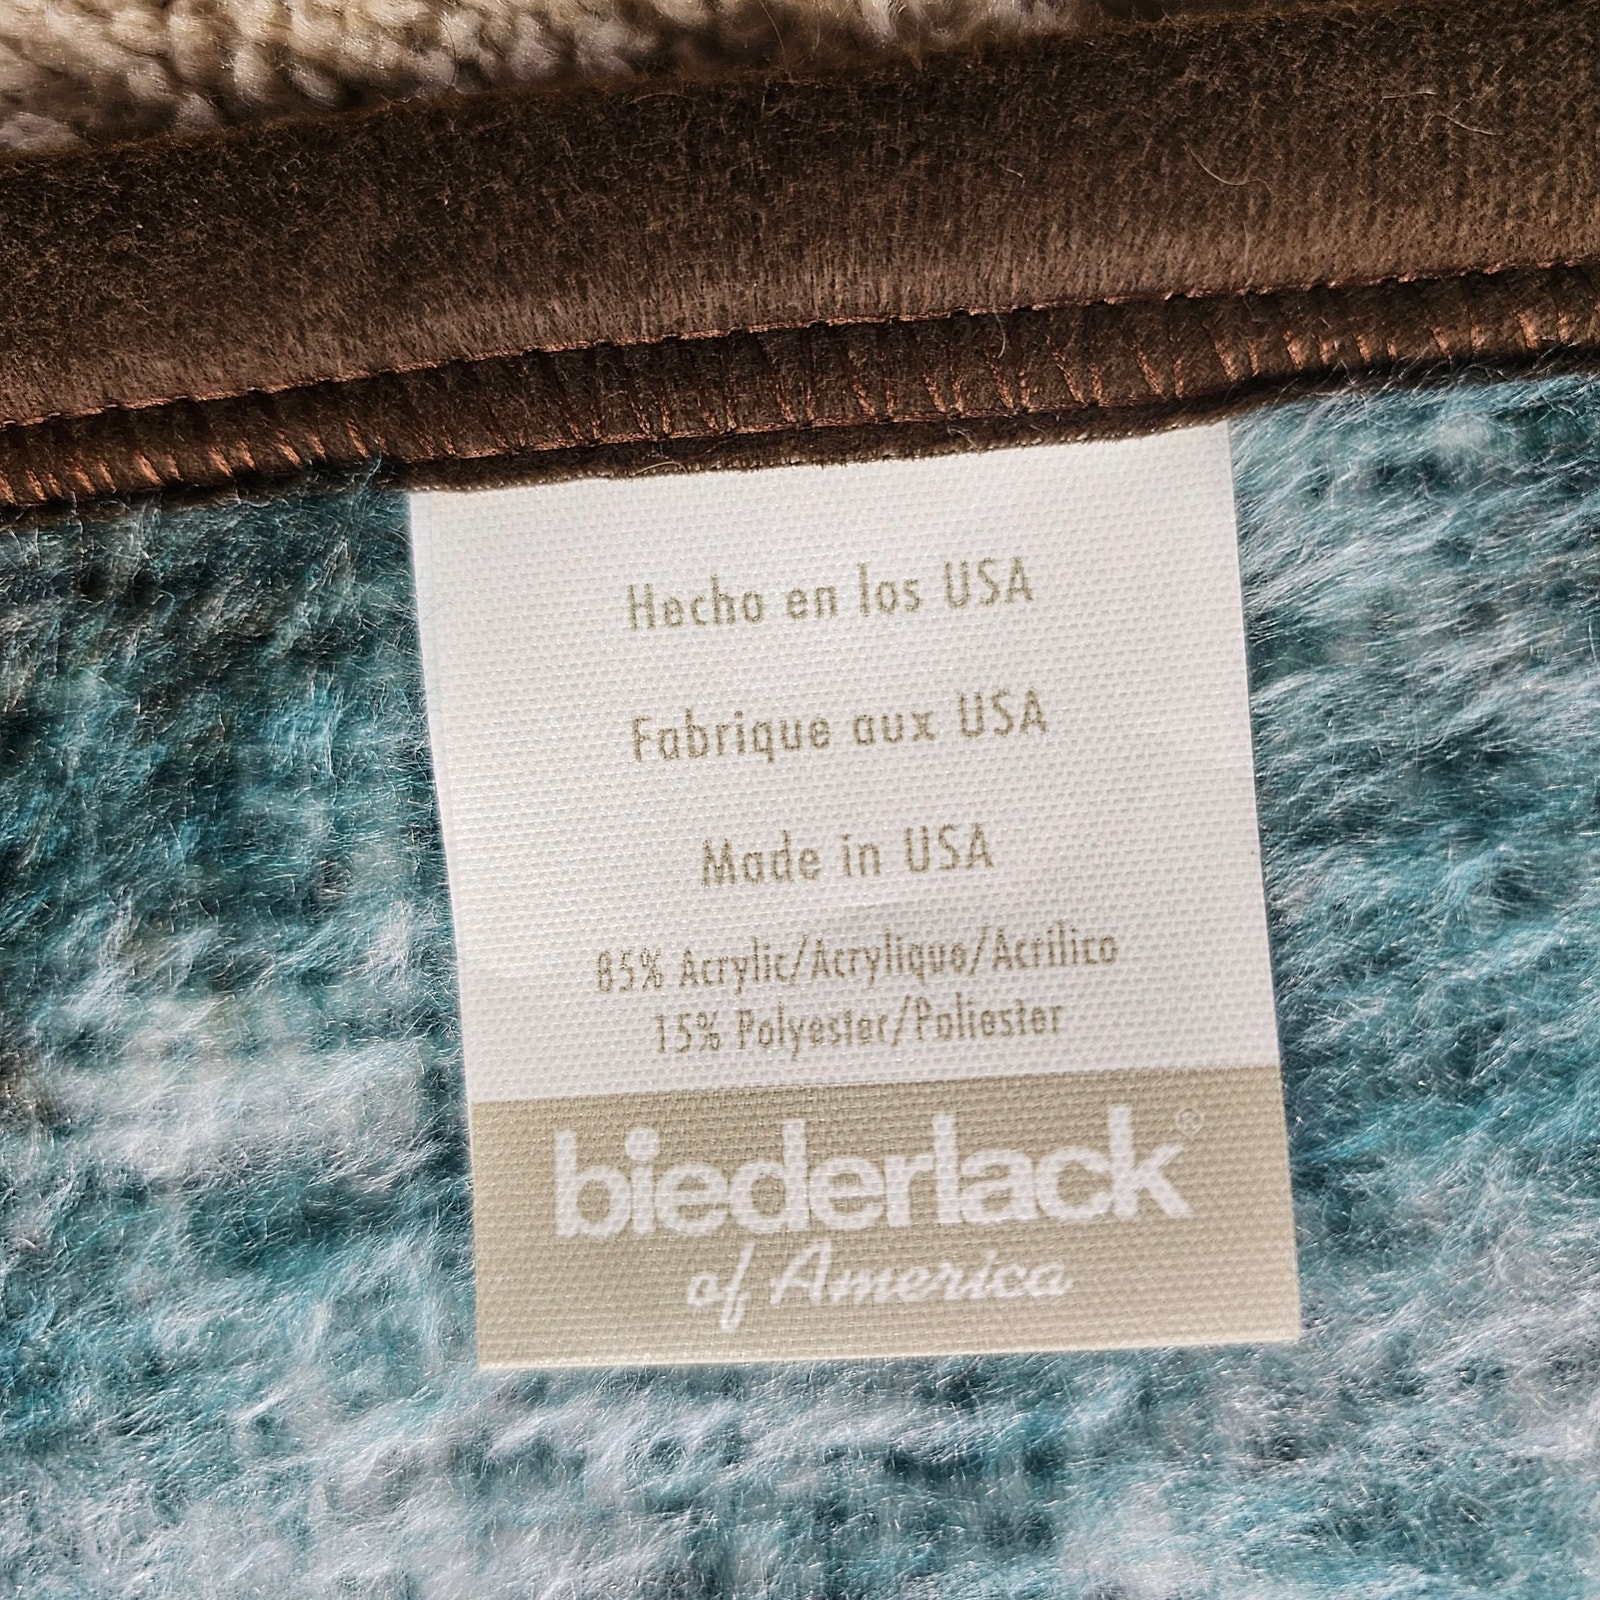 Hecho en los USA
Fabrique aux USA
Made in USA
85% Acrylic/Acrylique/Acrilico
15% Polyester/Poliester
biederlack®
of America